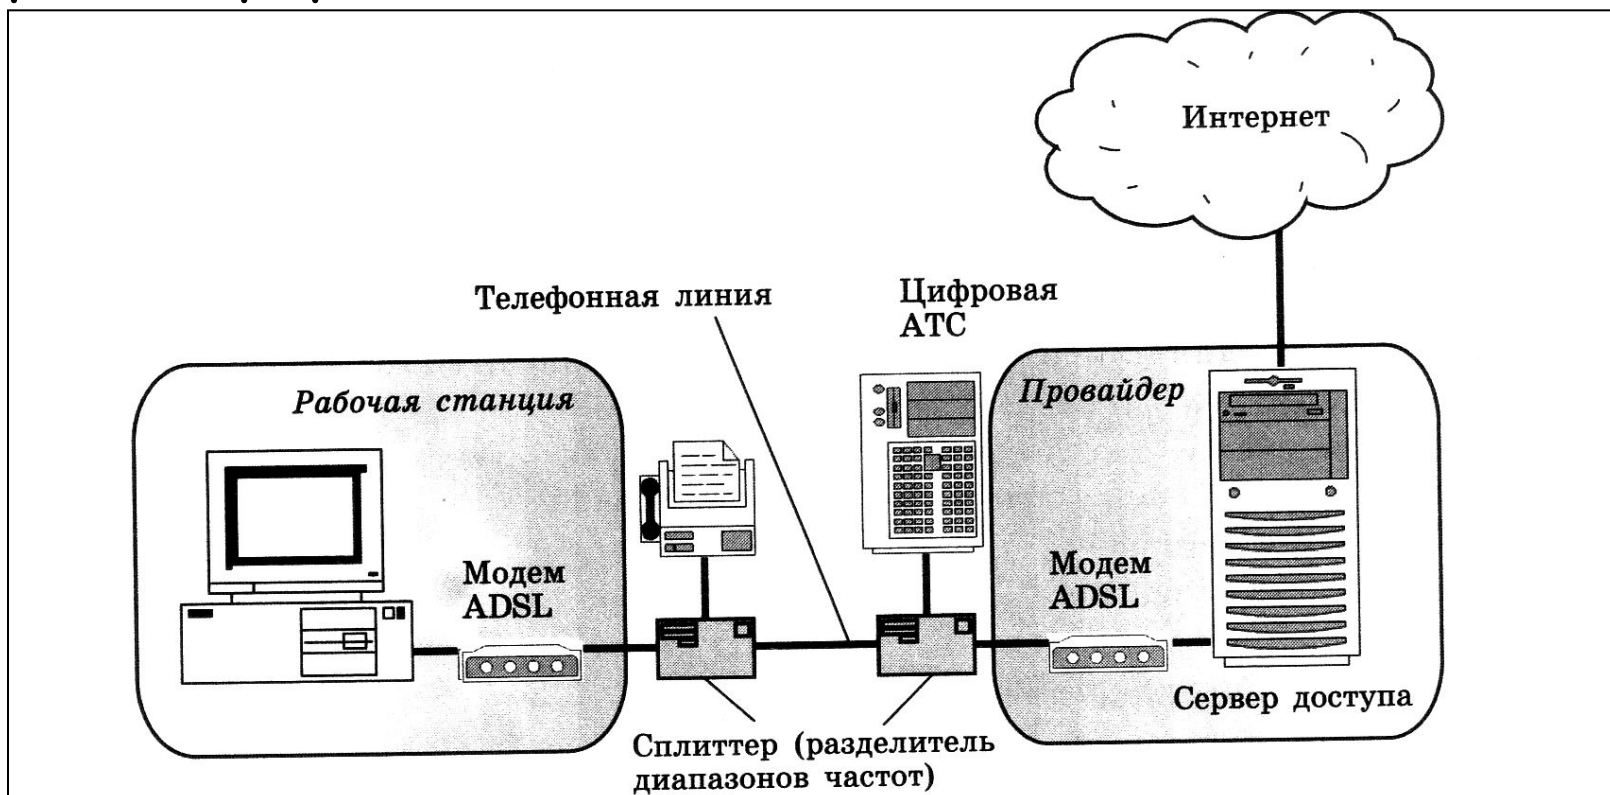 Интернет
Телефонная линия
Цифровая
АТС
Рабочая станция
Провайдер
Модем
ADSL
Модем
ADSL
Сервер доступа
Сплиттер (разделитель
диапазонов частот)